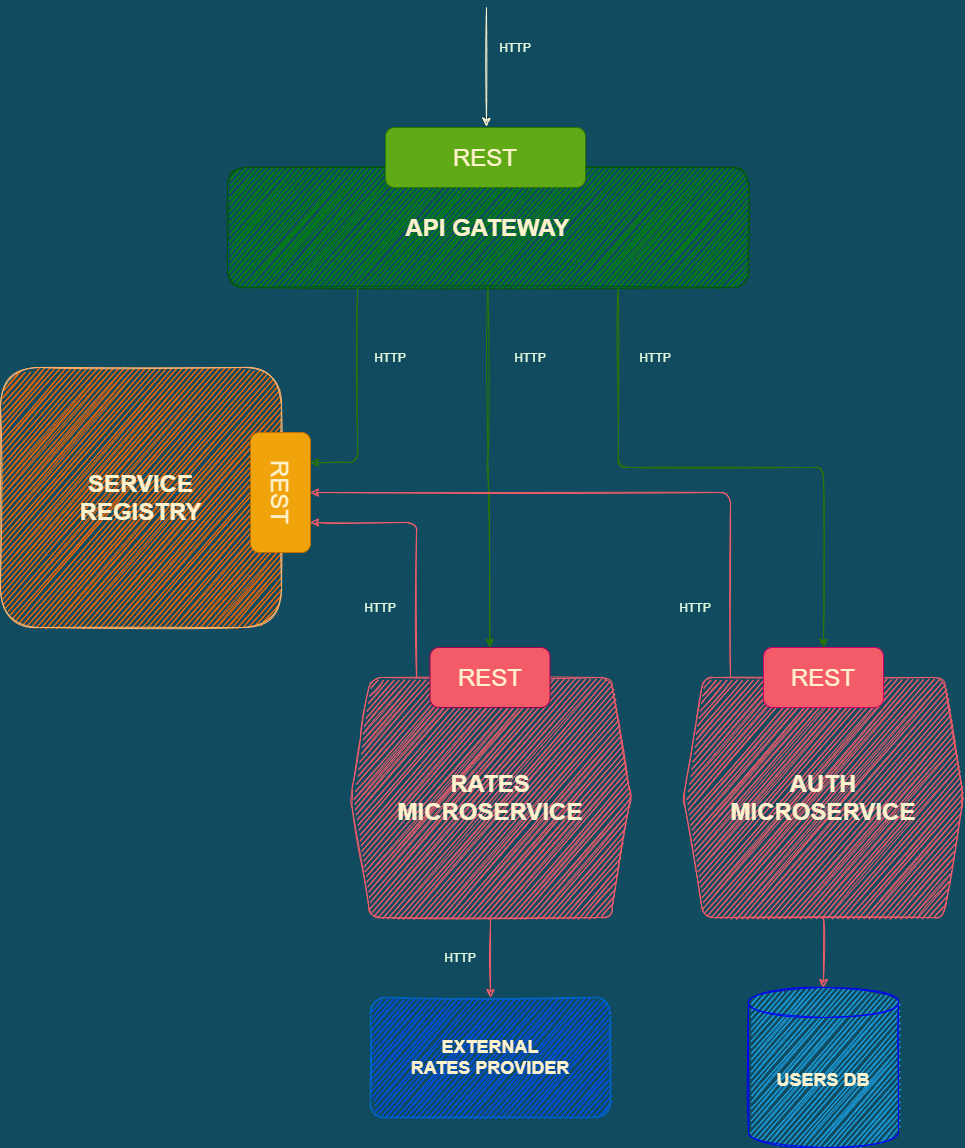 HTTP
REST
API GATEWAY
HTTP
HTTP
HTTP
SERVICE
REGISTRY
REST
HTTP
HTTP
REST
REST
RATES
MICROSERVICE
AUTH
MICROSERVICE
HTTP
EXTERNAL
RATES PROVIDER
USERS DB